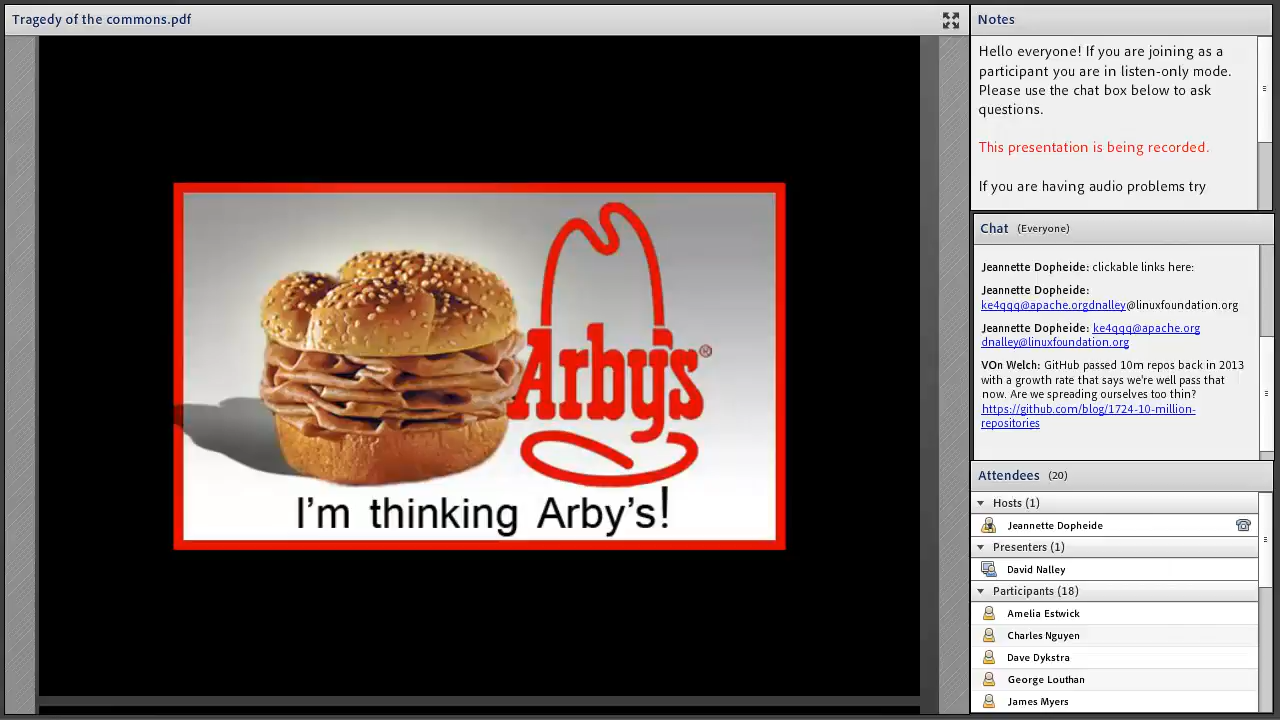 Tragedy of the commons.pdf
Arby's®
I'm thinking Arby's!
Notes
Hello everyone! If you are joining as a
participant you are in listen-only mode.
Please use the chat box below to ask
questions.
This presentation is being recorded.
If you are having audio problems try
Chat (Everyone)
Jeannette Dopheide: clickable links here:
Jeannette Dopheide:
ke4qqq@apache.orgdnalley@linuxfoundation.org
Jeannette Dopheide: ke4qqq@apache.org
dnalley@linuxfoundation.org
VOn Welch: GitHub passed 10m repos back in 2013
with a growth rate that says we're well pass that
now. Are we spreading ourselves too thin?
https://github.com/blog/1724-10-million-
repositories
Attendees (20)
Hosts (1)
Jeannette Dopheide
Presenters (1)
David Nalley
Participants (18)
Amelia Estwick
Charles Nguyen
Dave Dykstra
George Louthan
James Myers